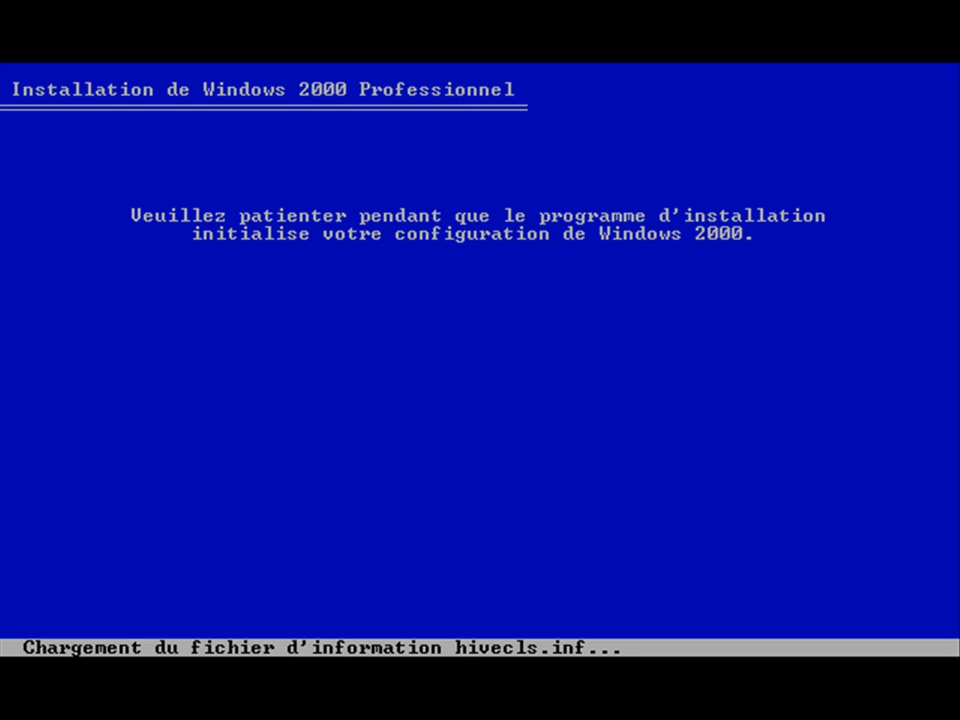 Installation de Windows 2000 Professionnel
Veuillez patienter pendant que le programme d'installation
initialise votre configuration de Windows 2000.
Chargement du fichier d'information hivecls.inf...